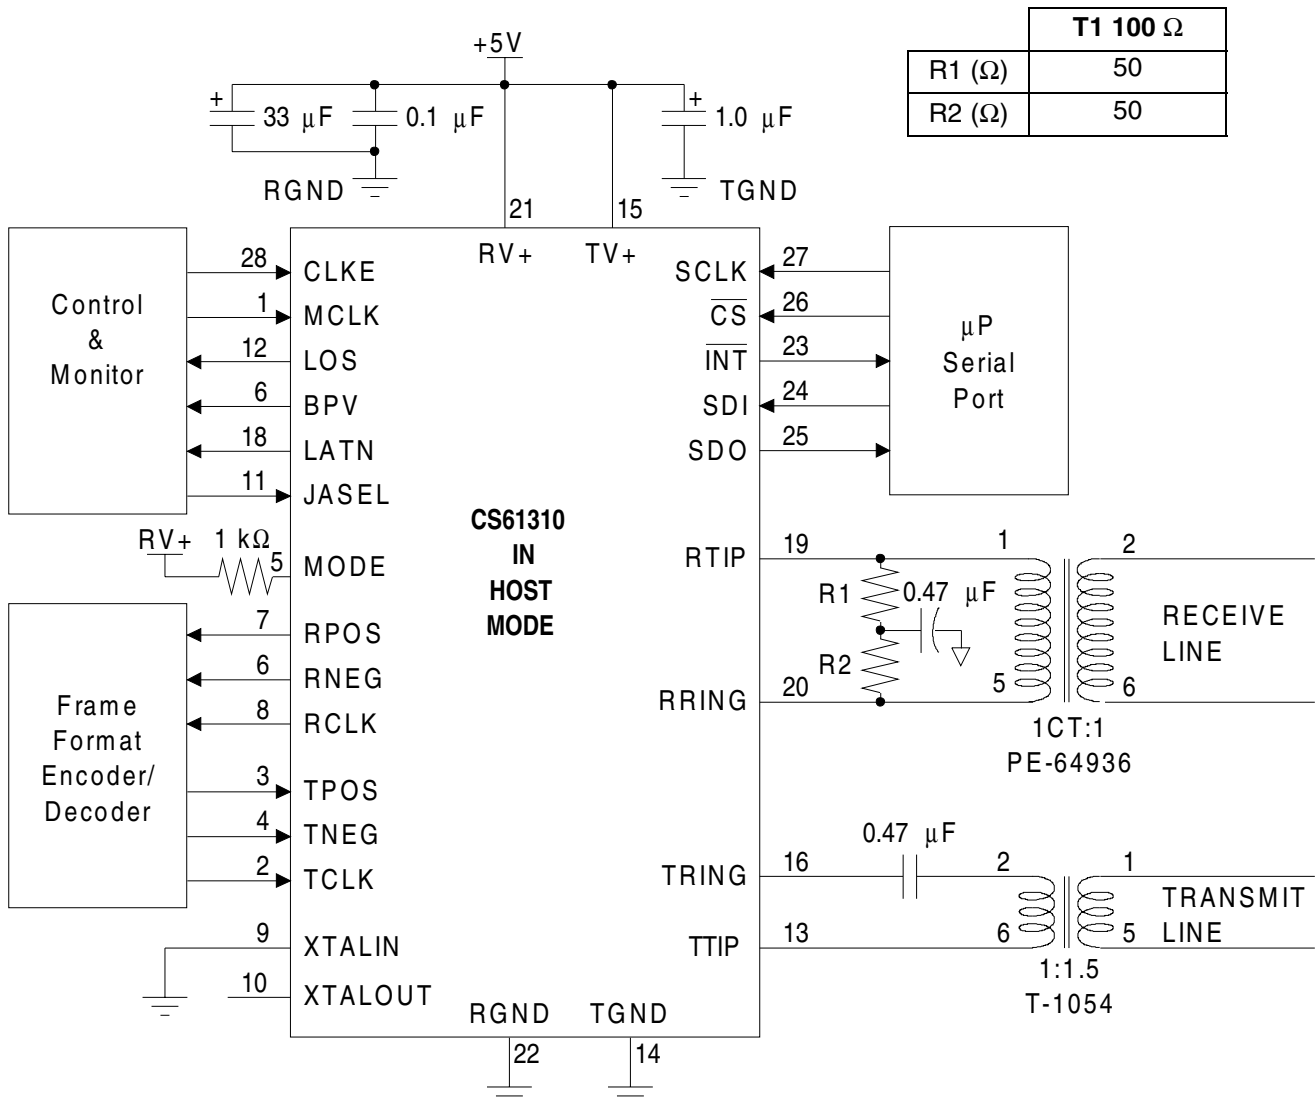 T1 100 Ω
R1 (Ω) 50
R2 (Ω) 50
+5V
+ 33 μF 0.1 μF + 1.0 μF
RGND TGND
21 15
RV+ TV+
Control
&
Monitor
28 CLKE
1 MCLK
12 LOS
6 BPV
18 LATN
11 JASEL
RV+ 1 kΩ
5 MODE
Frame
Format
Encoder/
Decoder
7 RPOS
6 RNEG
8 RCLK
3 TPOS
4 TNEG
2 TCLK
9 XTALIN
10 XTALOUT
CS61310
IN
HOST
MODE
RGND TGND
22 14
SCLK 27
CS 26
INT 23
SDI 24
SDO 25
μP
Serial
Port
RTIP 19 1 2
R1 0.47 μF
R2
RRING 20 5 6
RECEIVE
LINE
1CT:1
PE-64936
0.47 μF
TRING 16 2 1
TTIP 13 6 5
TRANSMIT
LINE
1:1.5
T-1054